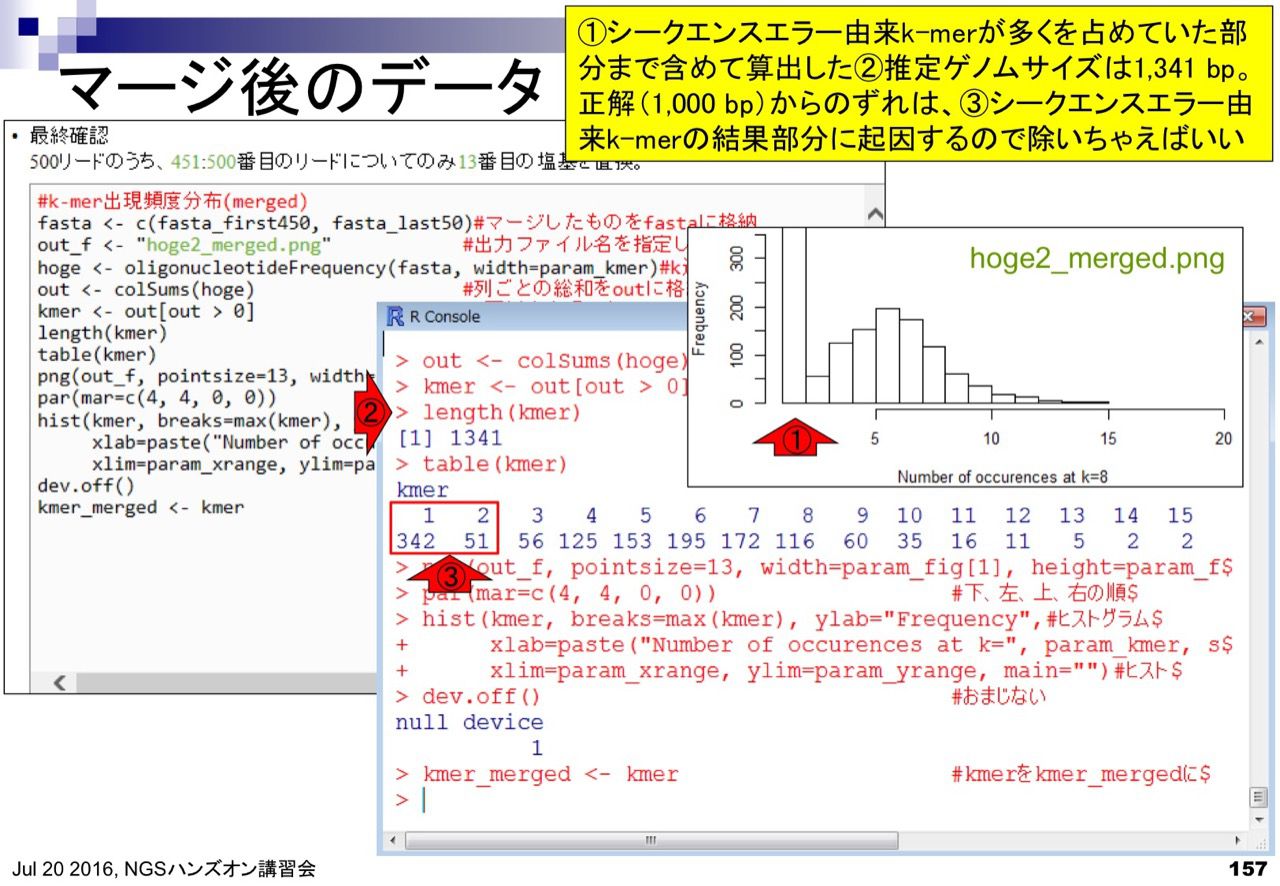 マージ後のデータ
①シークエンスエラー由来k-merが多くを占めていた部
分まで含めて算出した②推定ゲノムサイズは1,341 bp。
正解（1,000 bp）からのずれは、③シークエンスエラー由
来k-merの結果部分に起因するので除いちゃえばいい
• 最終確認
500リードのうち、451:500番目のリードについてのみ13番目の塩基を置換。
#k-mer出現頻度分布(merged)
fasta <- c(fasta_first450, fasta_last50)#マージしたものをfastaに格納
out_f <- "hoge2_merged.png" #出力ファイル名を指定し
hoge <- oligonucleotideFrequency(fasta, width=param_kmer)#k
out <- colSums(hoge) #列ごとの総和をoutに格
kmer <- out[out > 0]
length(kmer)
table(kmer)
png(out_f, pointsize=13, width=
par(mar=c(4, 4, 0, 0))
hist(kmer, breaks=max(kmer),
xlab=paste("Number of occ
xlim=param_xrange, ylim=pa
dev.off()
kmer_merged <- kmer
hoge2_merged.png
Frequency
300
200
100
0
5 10 15 20
Number of occurences at k=8
①
R Console
> out <- colSums(hoge)
> kmer <- out[out > 0]
② > length(kmer)
[1] 1341
> table(kmer)
kmer
1 2 3 4 5 6 7 8 9 10 11 12 13 14 15
342 51 56 125 153 195 172 116 60 35 16 11 5 2 2
③
(out_f, pointsize=13, width=param_fig[1], height=param_f$
> par(mar=c(4, 4, 0, 0)) #下、左、上、右の順$
> hist(kmer, breaks=max(kmer), ylab="Frequency",#ヒストグラム$
+ xlab=paste("Number of occurences at k=", param_kmer, s$
+ xlim=param_xrange, ylim=param_yrange, main="")#ヒスト$
> dev.off() #おまじない
null device
1
> kmer_merged <- kmer #kmerをkmer_mergedに$
>
Jul 20 2016, NGSハンズオン講習会
157